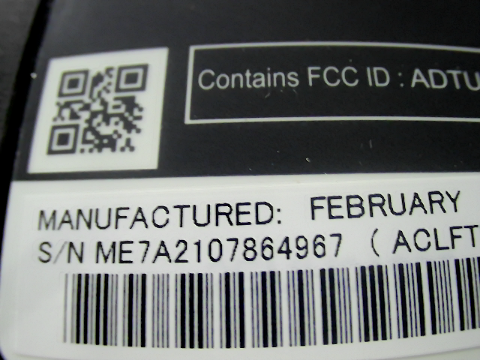 Contains FCC ID : ADTU
MANUFACTURED: FEBRUARY
S/N ME7A2107864967 ( ACLFT